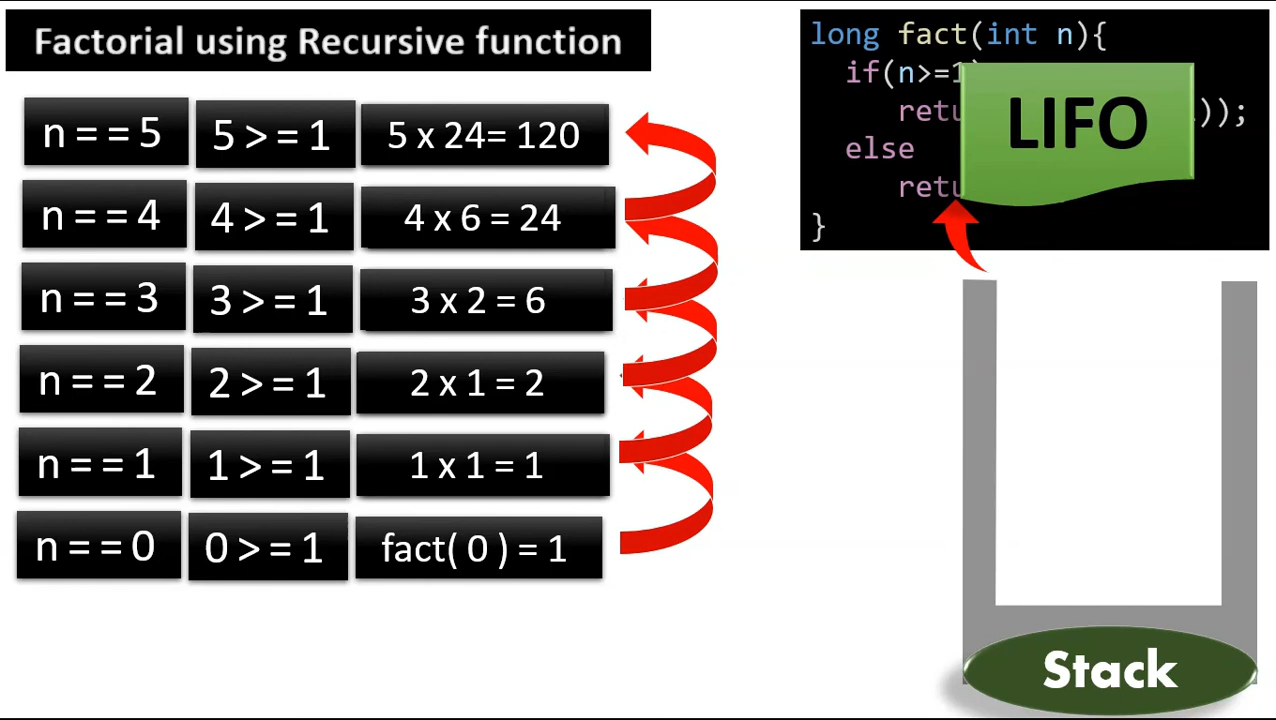 Factorial using Recursive function
n = = 5 5 > = 1 5 x 24= 120
n = = 4 4 > = 1 4 x 6 = 24
n = = 3 3 > = 1 3 x 2 = 6
n = = 2 2 > = 1 2 x 1 = 2
n = = 1 1 > = 1 1 x 1 = 1
n = = 0 0 > = 1 fact( 0 ) = 1
long fact(int n){
if(n>=1)
));
else
}
LIFO
Stack